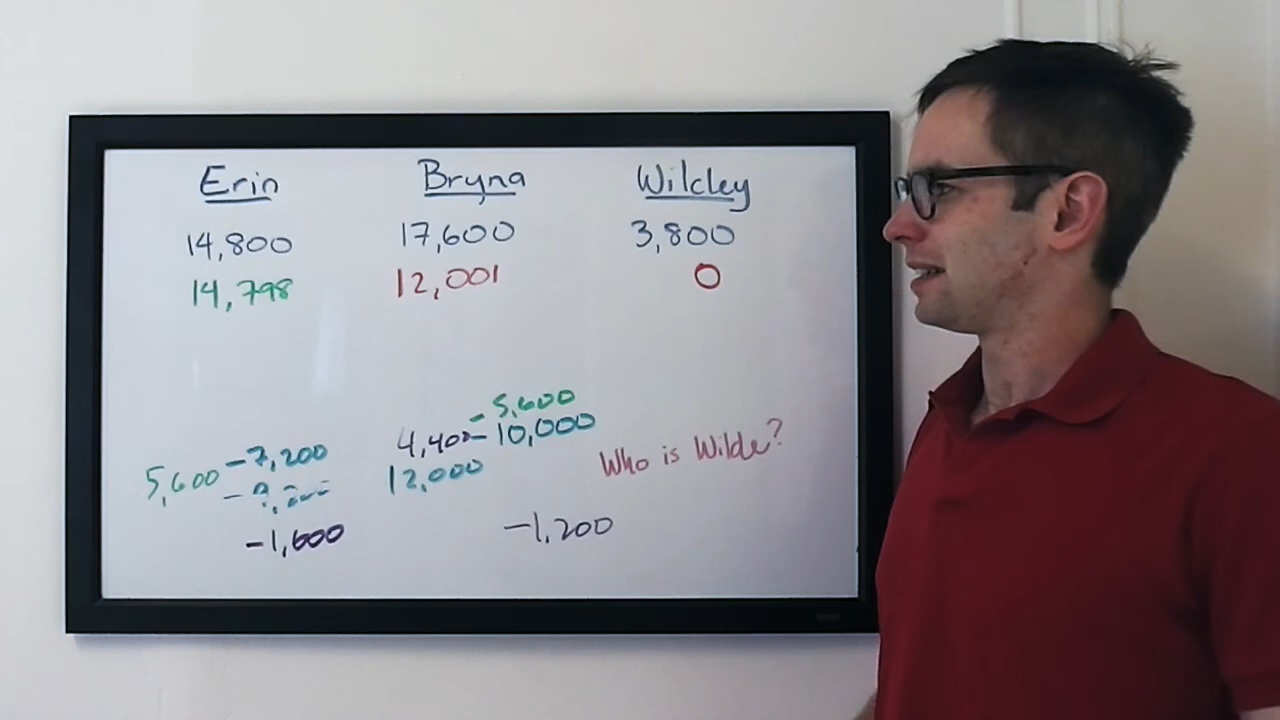 Erin Bryna Wilcley
14,800 17,600 3,800
14,798 12,001 0
-5,600
4,400 -10,000
-7,200
5,600
12,000
Who is Wilde?
-1,600
-1,200